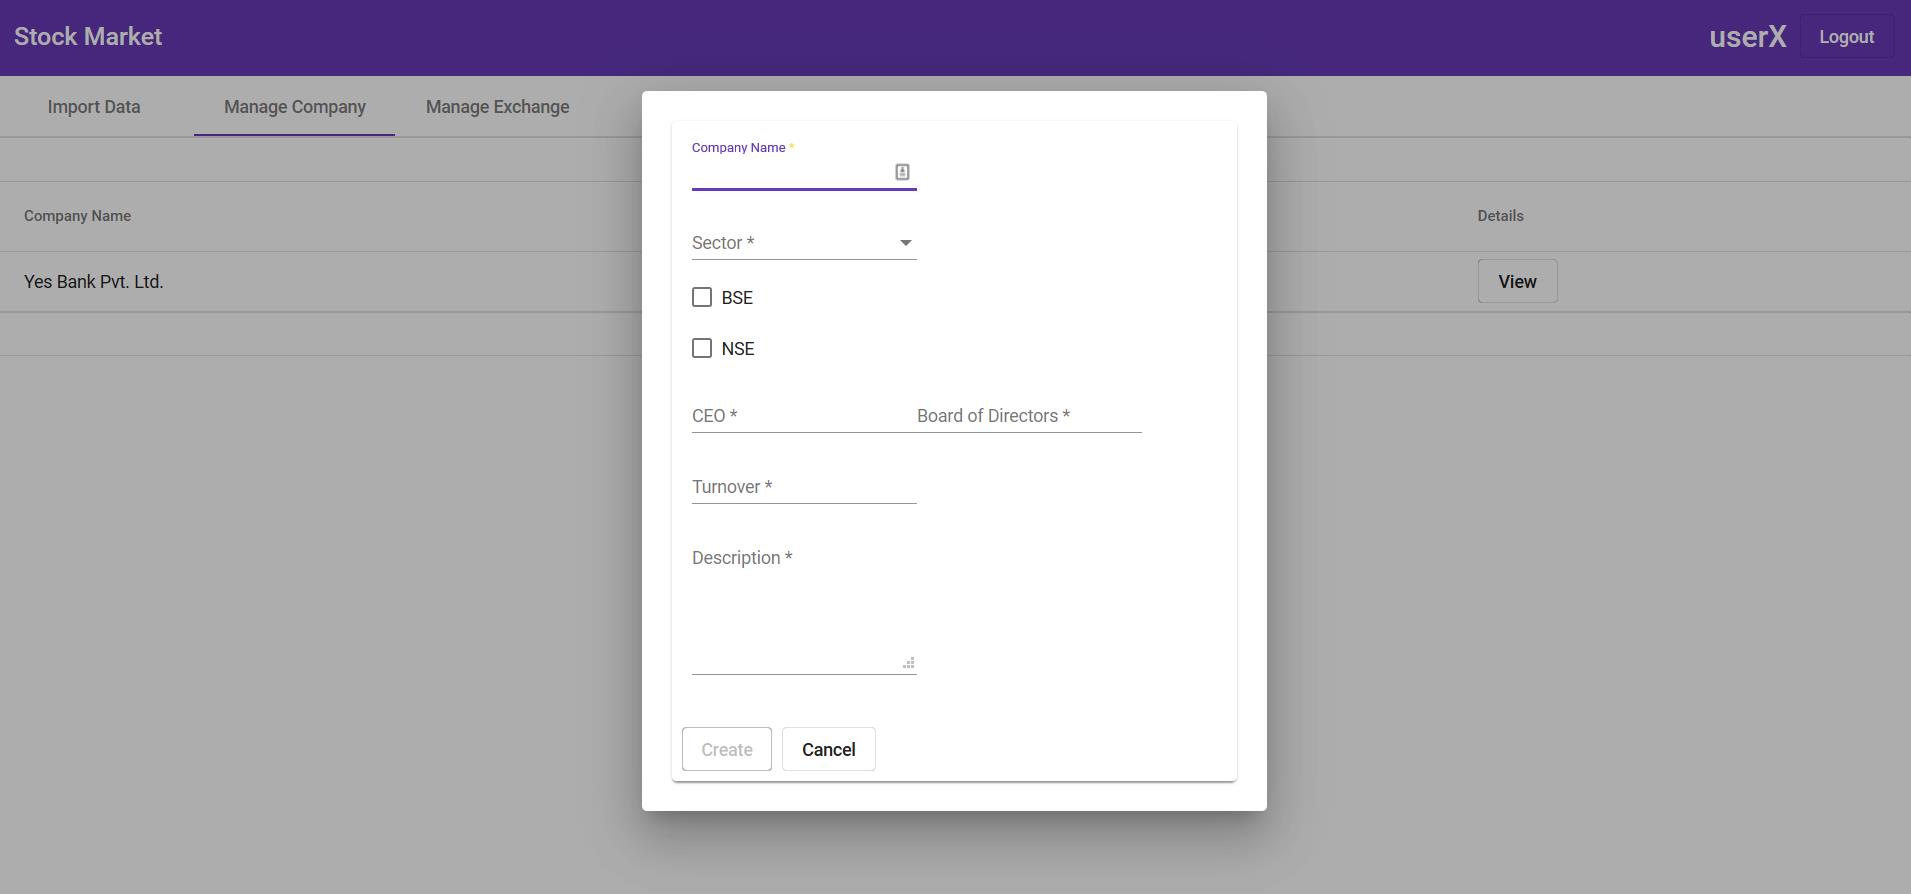 Stock Market
userX
Logout
Import Data
Manage Company
Manage Exchange
Company Name
Details
Yes Bank Pvt. Ltd.
View
Company Name *
Sector *
BSE
NSE
CEO * Board of Directors *
Turnover *
Description *
Create Cancel